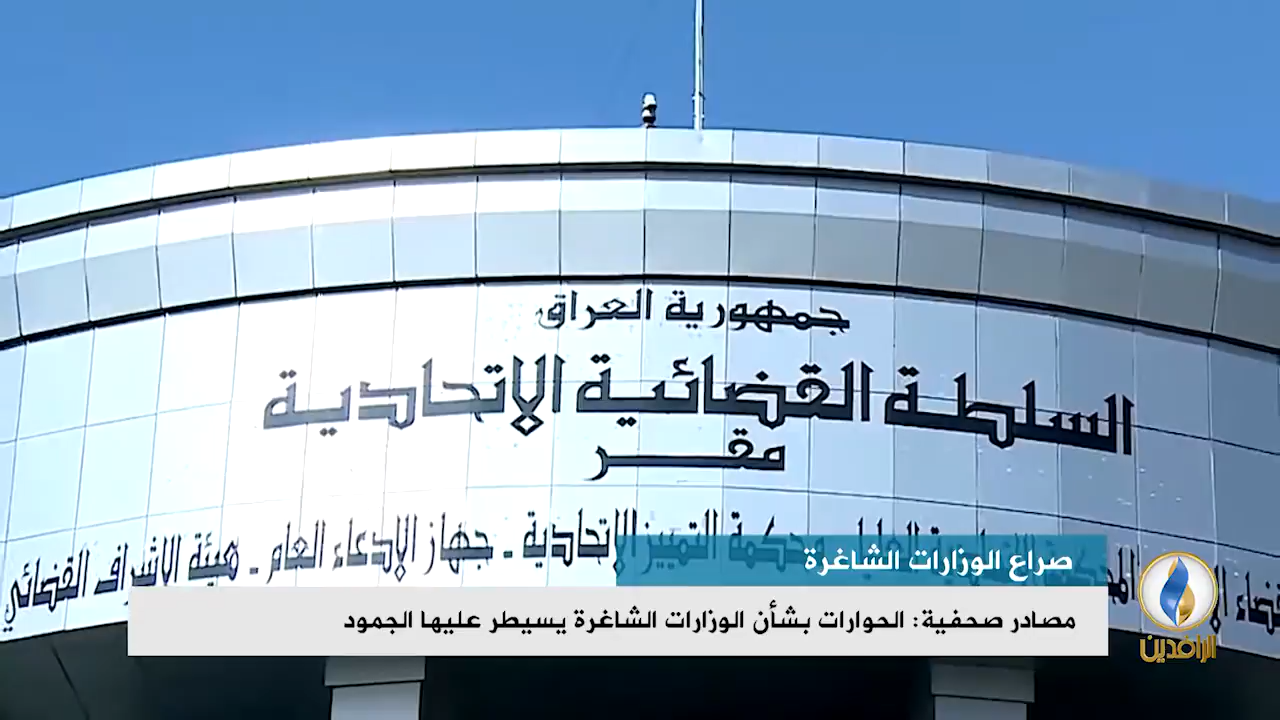 جمهورية العراق
السلطة القضائية الاتحادية
مقر
محكمة التمييز الاتحادية - جهاز الادعاء العام - هيئة الاشراف القضائي
صراع الوزارات الشاغرة
مصادر صحفية: الحوارات بشأن الوزارات الشاغرة يسيطر عليها الجمود
الرافدين